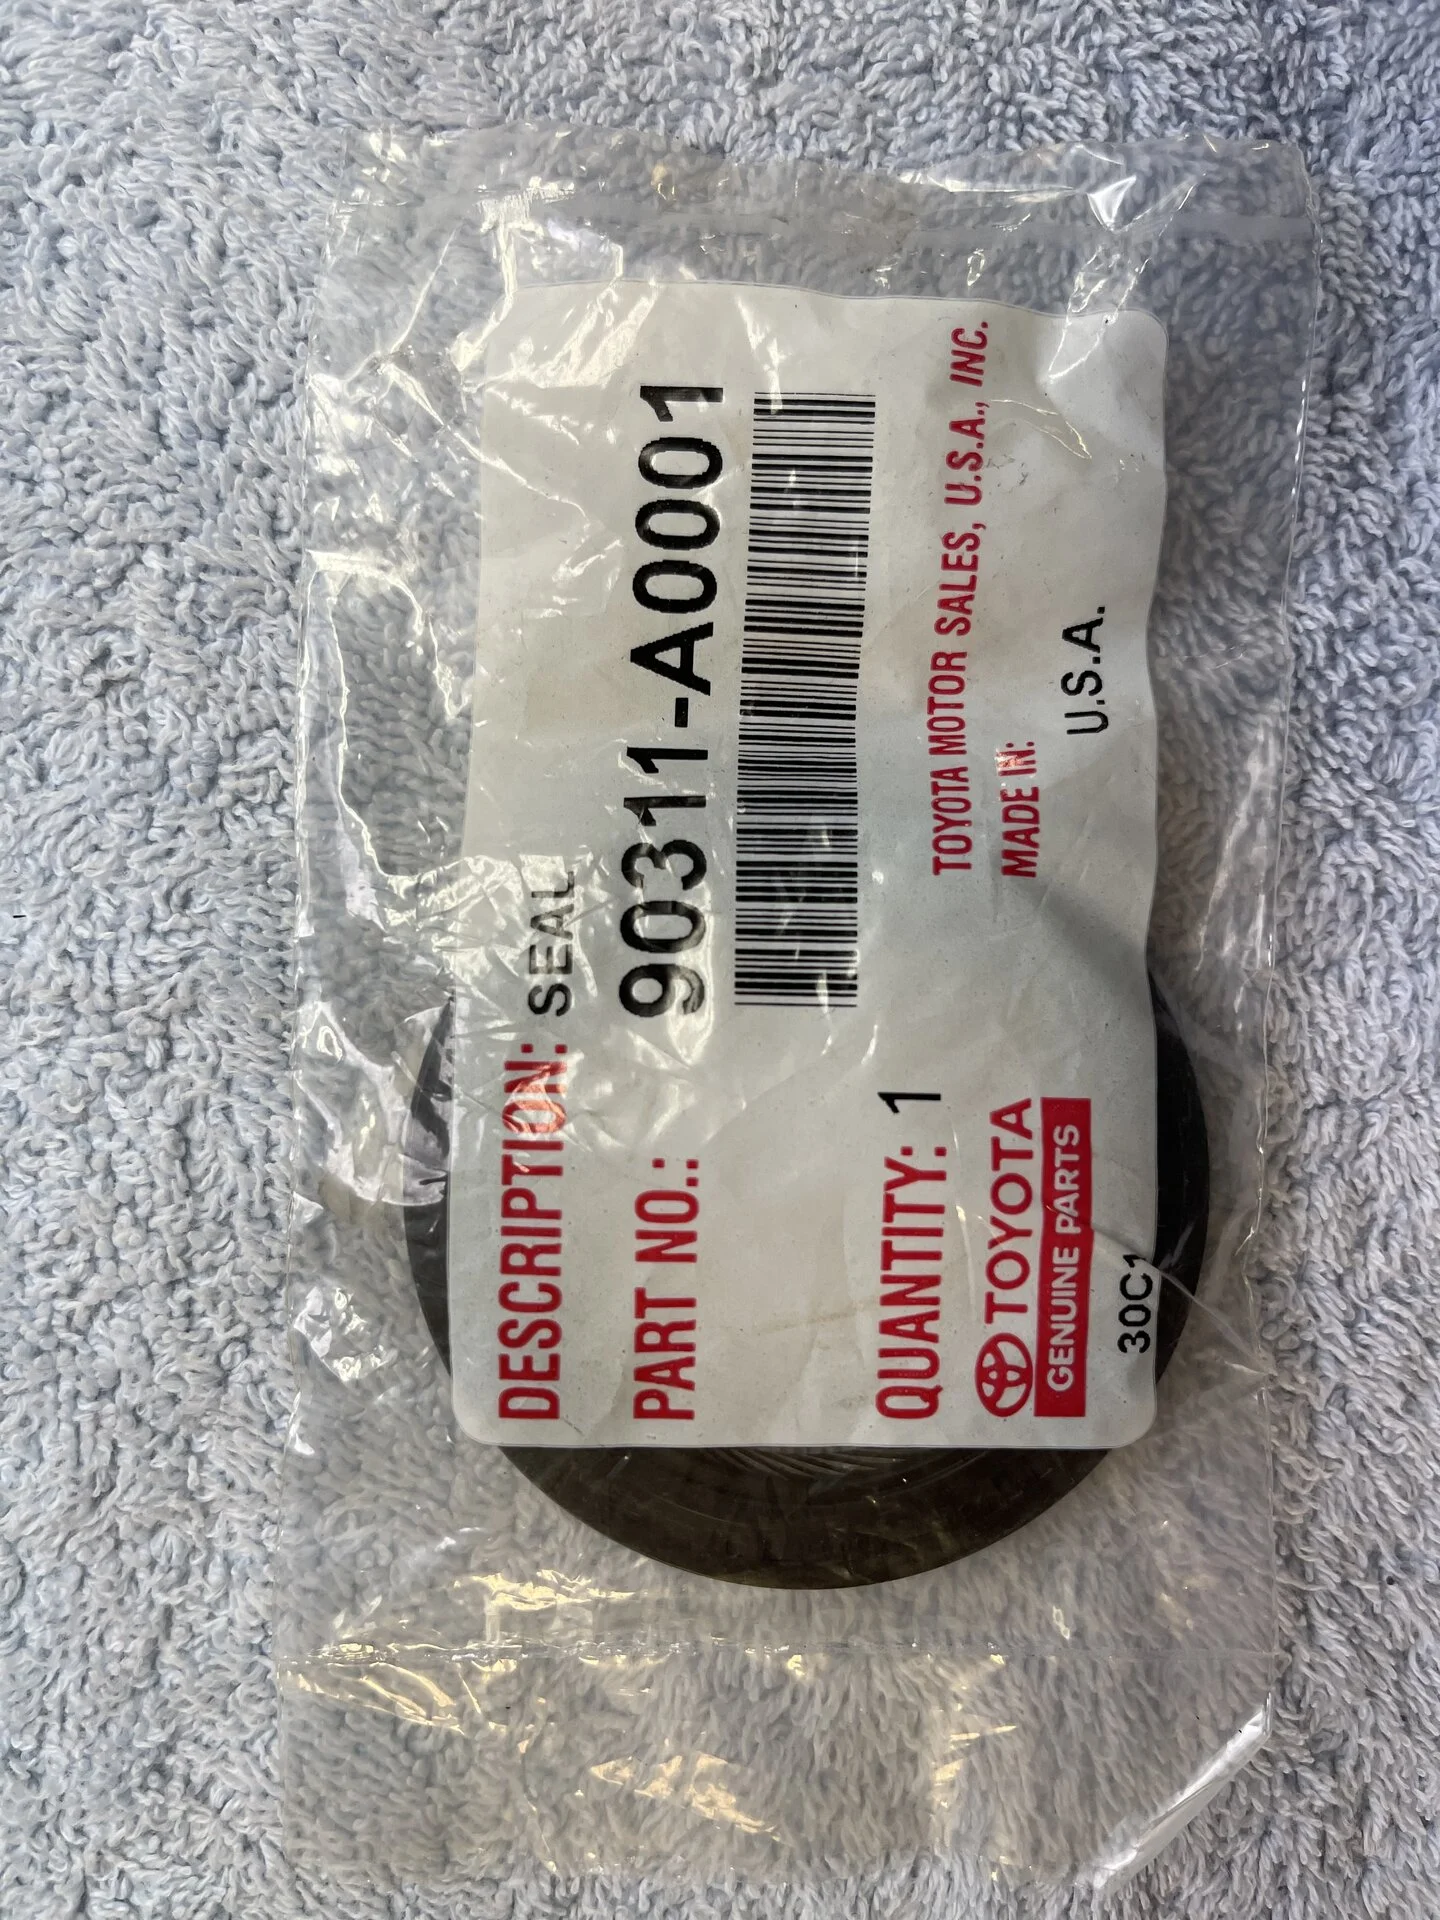 DESCRIPTION: SEAL
PART NO.: 90311-A0001
QUANTITY: 1
TOYOTA MOTOR SALES, U.S.A., INC.
TOYOTA
GENUINE PARTS
MADE IN:
U.S.A.
30C1